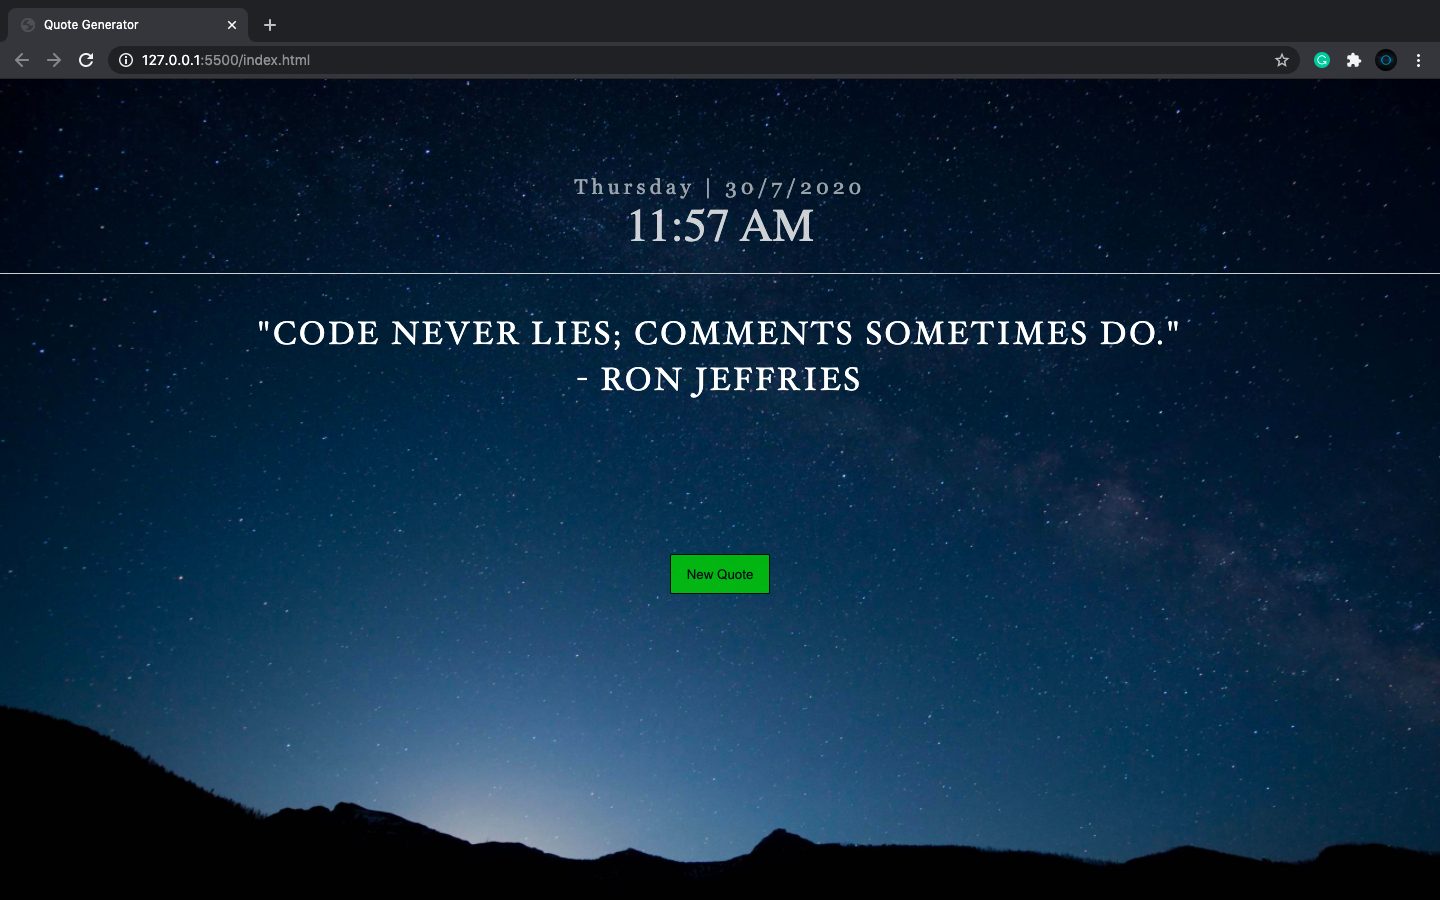 Quote Generator
127.0.0.1:5500/index.html
Thursday | 30/7/2020
11:57 AM
"CODE NEVER LIES; COMMENTS SOMETIMES DO."
- RON JEFFRIES
New Quote